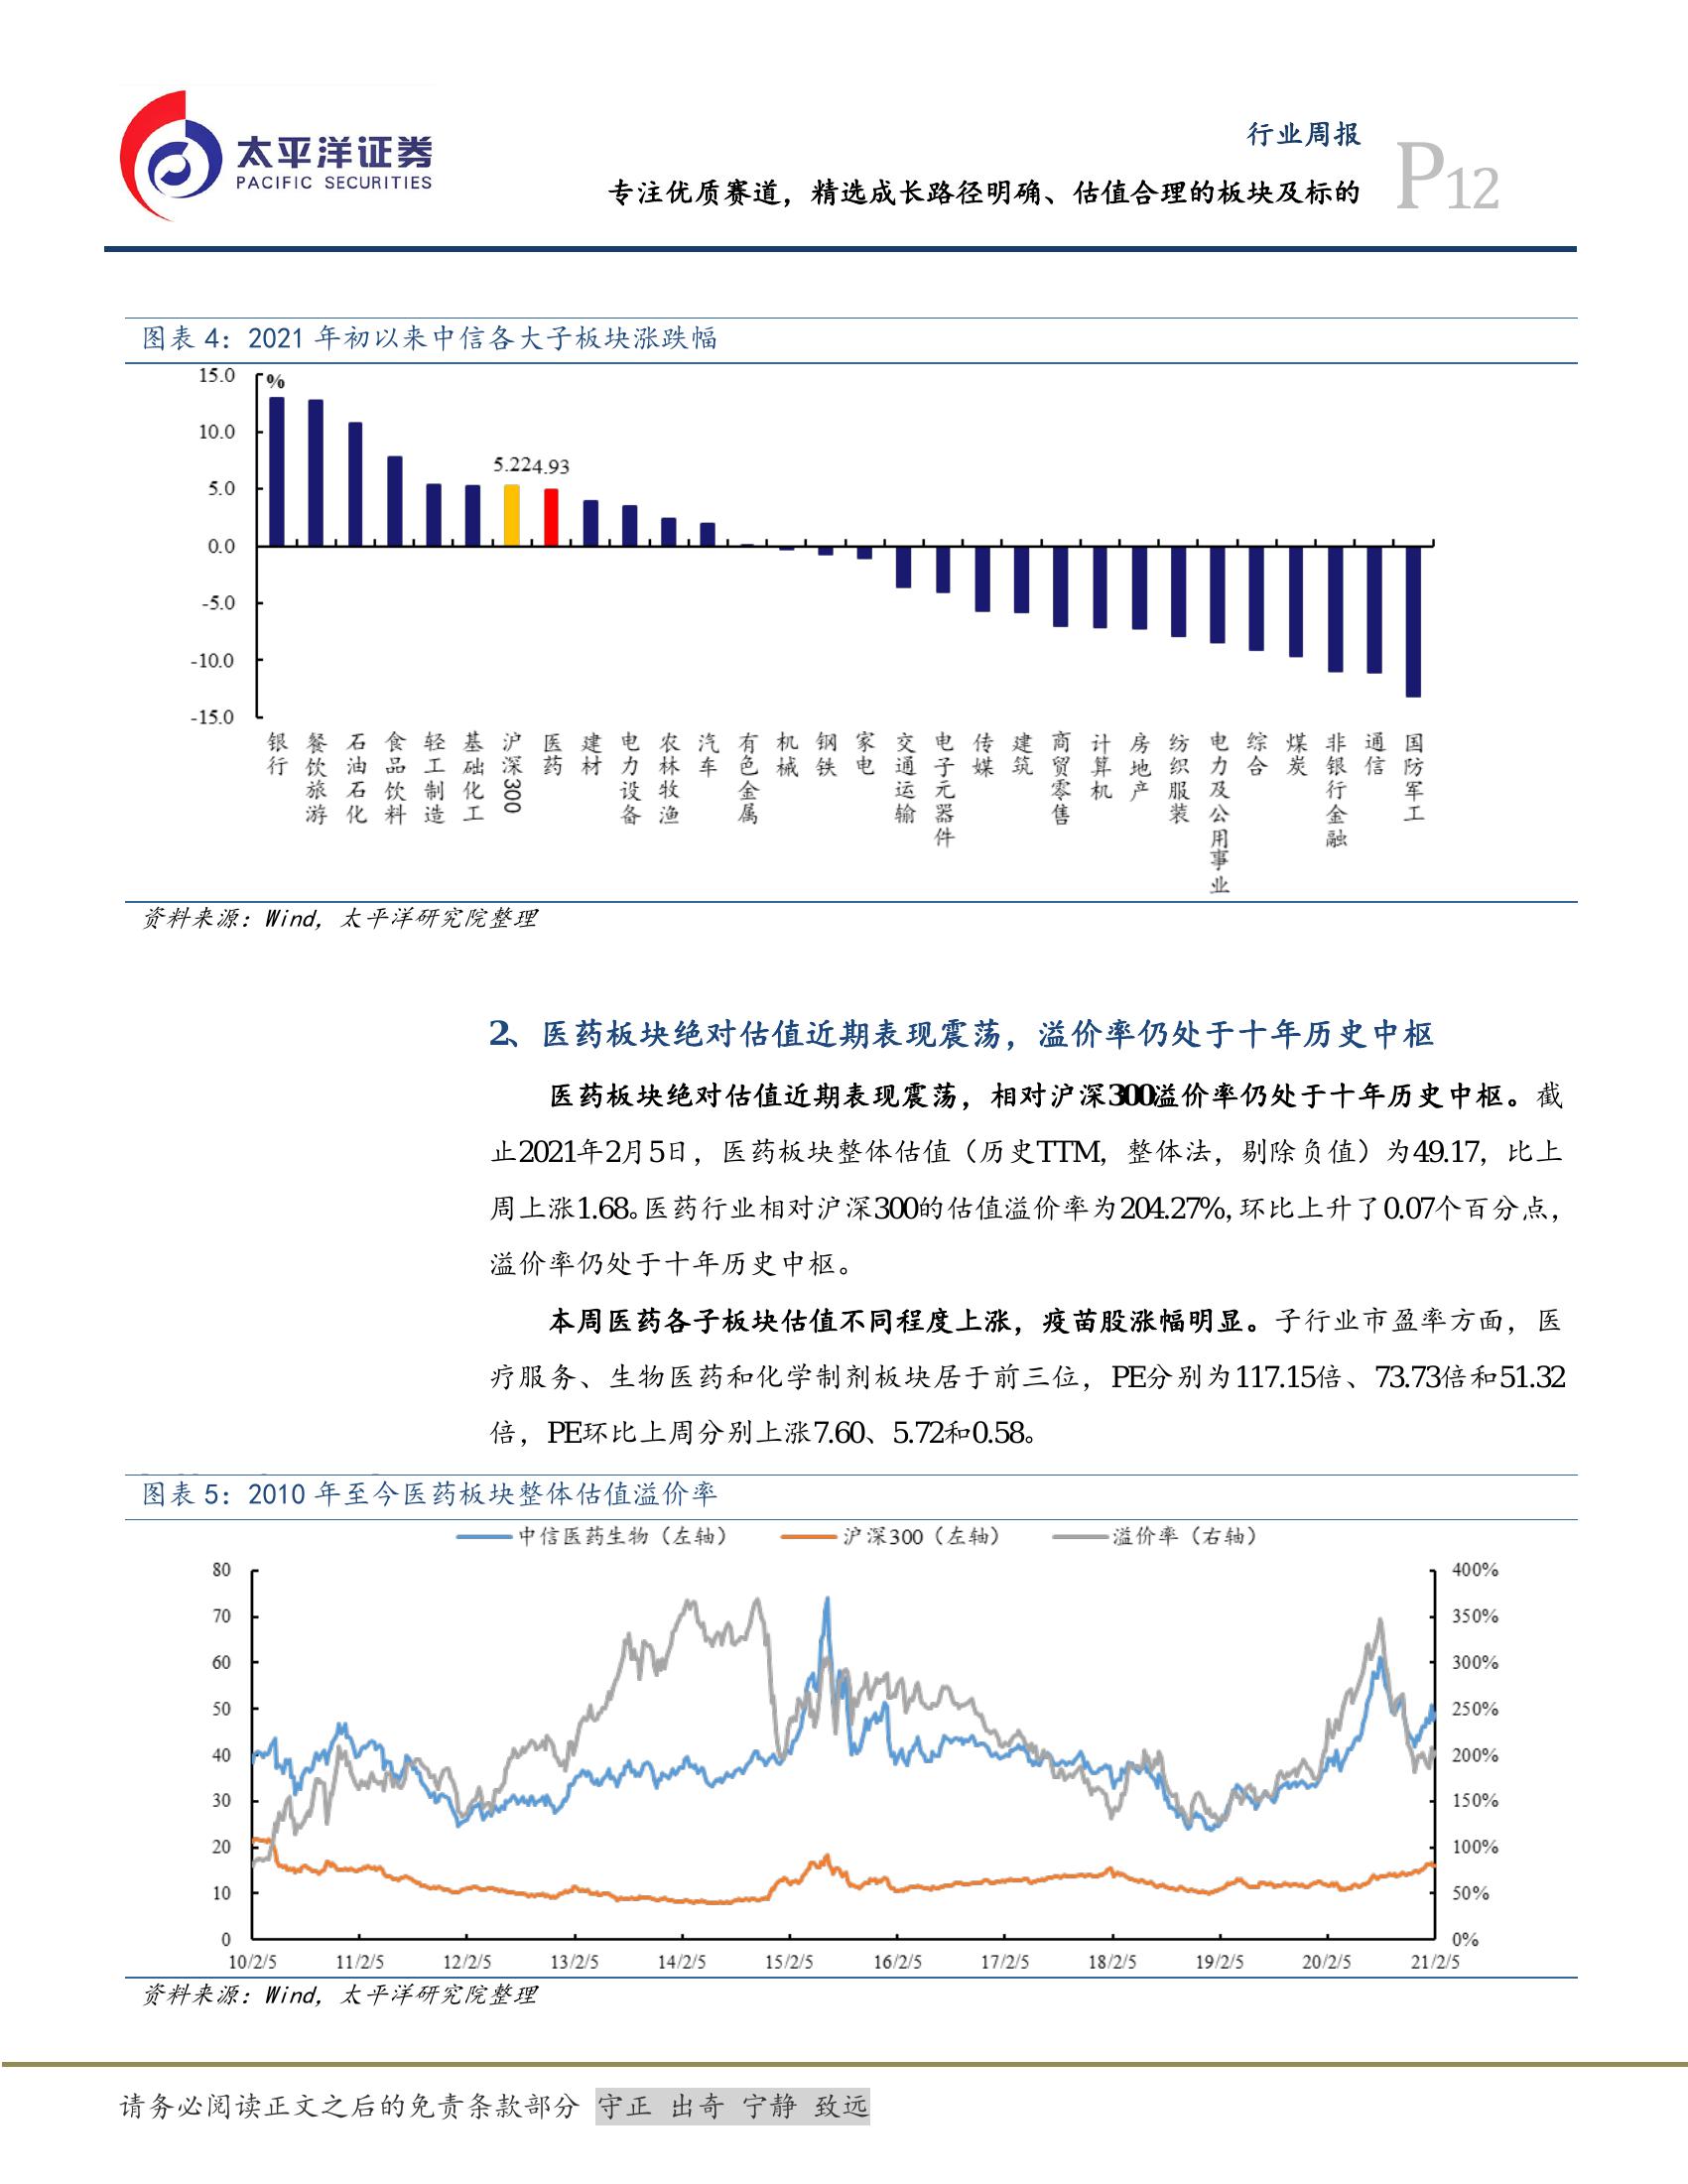 太平洋证券
PACIFIC SECURITIES
行业周报
专注优质赛道，精选成长路径明确、估值合理的板块及标的
P12
图表 4：2021 年初以来中信各大子板块涨跌幅
%
15.0
10.0
5.0
0.0
-5.0
-10.0
-15.0
5.22
4.93
银行
餐饮旅游
石油石化
食品饮料
轻工制造
基础化工
沪深300
医药
建材
电力设备
农林牧渔
汽车
有色金属
机械
钢铁
家电
交通运输
电子元器件
传媒
建筑
商贸零售
计算机
房地产
纺织服装
电力及公用事业
综合
煤炭
非银行金融
通信
国防军工
资料来源：Wind，太平洋研究院整理
2、医药板块绝对估值近期表现震荡，溢价率仍处于十年历史中枢
医药板块绝对估值近期表现震荡，相对沪深300溢价率仍处于十年历史中枢。截
止2021年2月5日，医药板块整体估值（历史TTM，整体法，剔除负值）为49.17，比上
周上涨1.68。医药行业相对沪深300的估值溢价率为204.27%，环比上升了0.07个百分点，
溢价率仍处于十年历史中枢。
本周医药各子板块估值不同程度上涨，疫苗股涨幅明显。子行业市盈率方面，医
疗服务、生物医药和化学制剂板块居于前三位，PE分别为117.15倍、73.73倍和51.32
倍，PE环比上周分别上涨7.60、5.72和0.58。
图表 5：2010 年至今医药板块整体估值溢价率
中信医药生物（左轴） 沪深300（左轴） 溢价率（右轴）
80
70
60
50
40
30
20
10
0
400%
350%
300%
250%
200%
150%
100%
50%
0%
10/2/5 11/2/5 12/2/5 13/2/5 14/2/5 15/2/5 16/2/5 17/2/5 18/2/5 19/2/5 20/2/5 21/2/5
资料来源：Wind，太平洋研究院整理
请务必阅读正文之后的免责条款部分 守正 出奇 宁静 致远